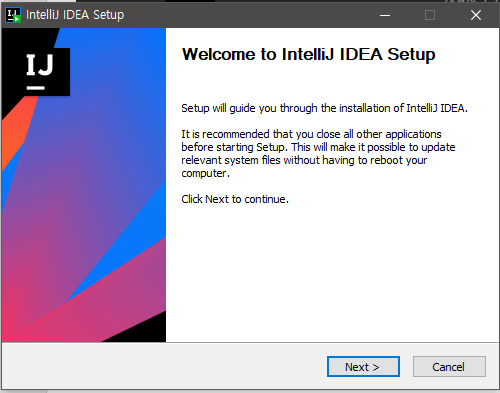 IntelliJ IDEA Setup
IJ
Welcome to IntelliJ IDEA Setup
Setup will guide you through the installation of IntelliJ IDEA.
It is recommended that you close all other applications
before starting Setup. This will make it possible to update
relevant system files without having to reboot your
computer.
Click Next to continue.
Next >
Cancel